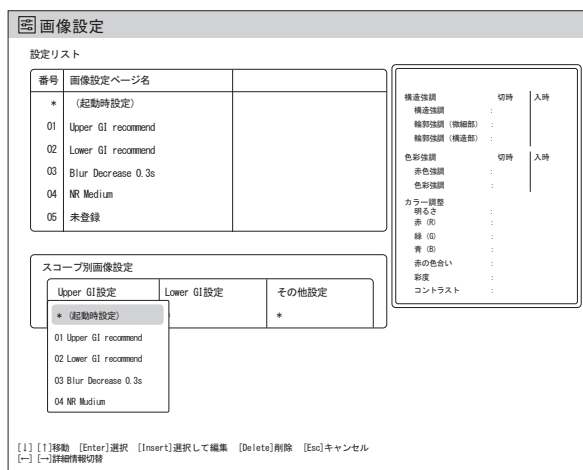 画像設定
設定リスト
番号 画像設定ページ名
* (起動時設定)
01 Upper GI recommend
02 Lower GI recommend
03 Blur Decrease 0.3s
04 NR Medium
05 未登録
構造強調 切時 入時
構造強調 :
輪郭強調 (微細部) :
輪郭強調 (構造部) :
色彩強調 切時 入時
赤色強調 :
色彩強調 :
カラー調整
明るさ :
赤 (R) :
緑 (G) :
青 (B) :
赤の色合い :
彩度 :
コントラスト :
スコープ別画像設定
Upper GI設定 Lower GI設定 その他設定
* *
* (起動時設定)
01 Upper GI recommend
02 Lower GI recommend
03 Blur Decrease 0.3s
04 NR Mudium
[↓] [↑]移動 [Enter]選択 [Insert]選択して編集 [Delete]削除 [Esc]キャンセル
[←] [→]詳細情報切替